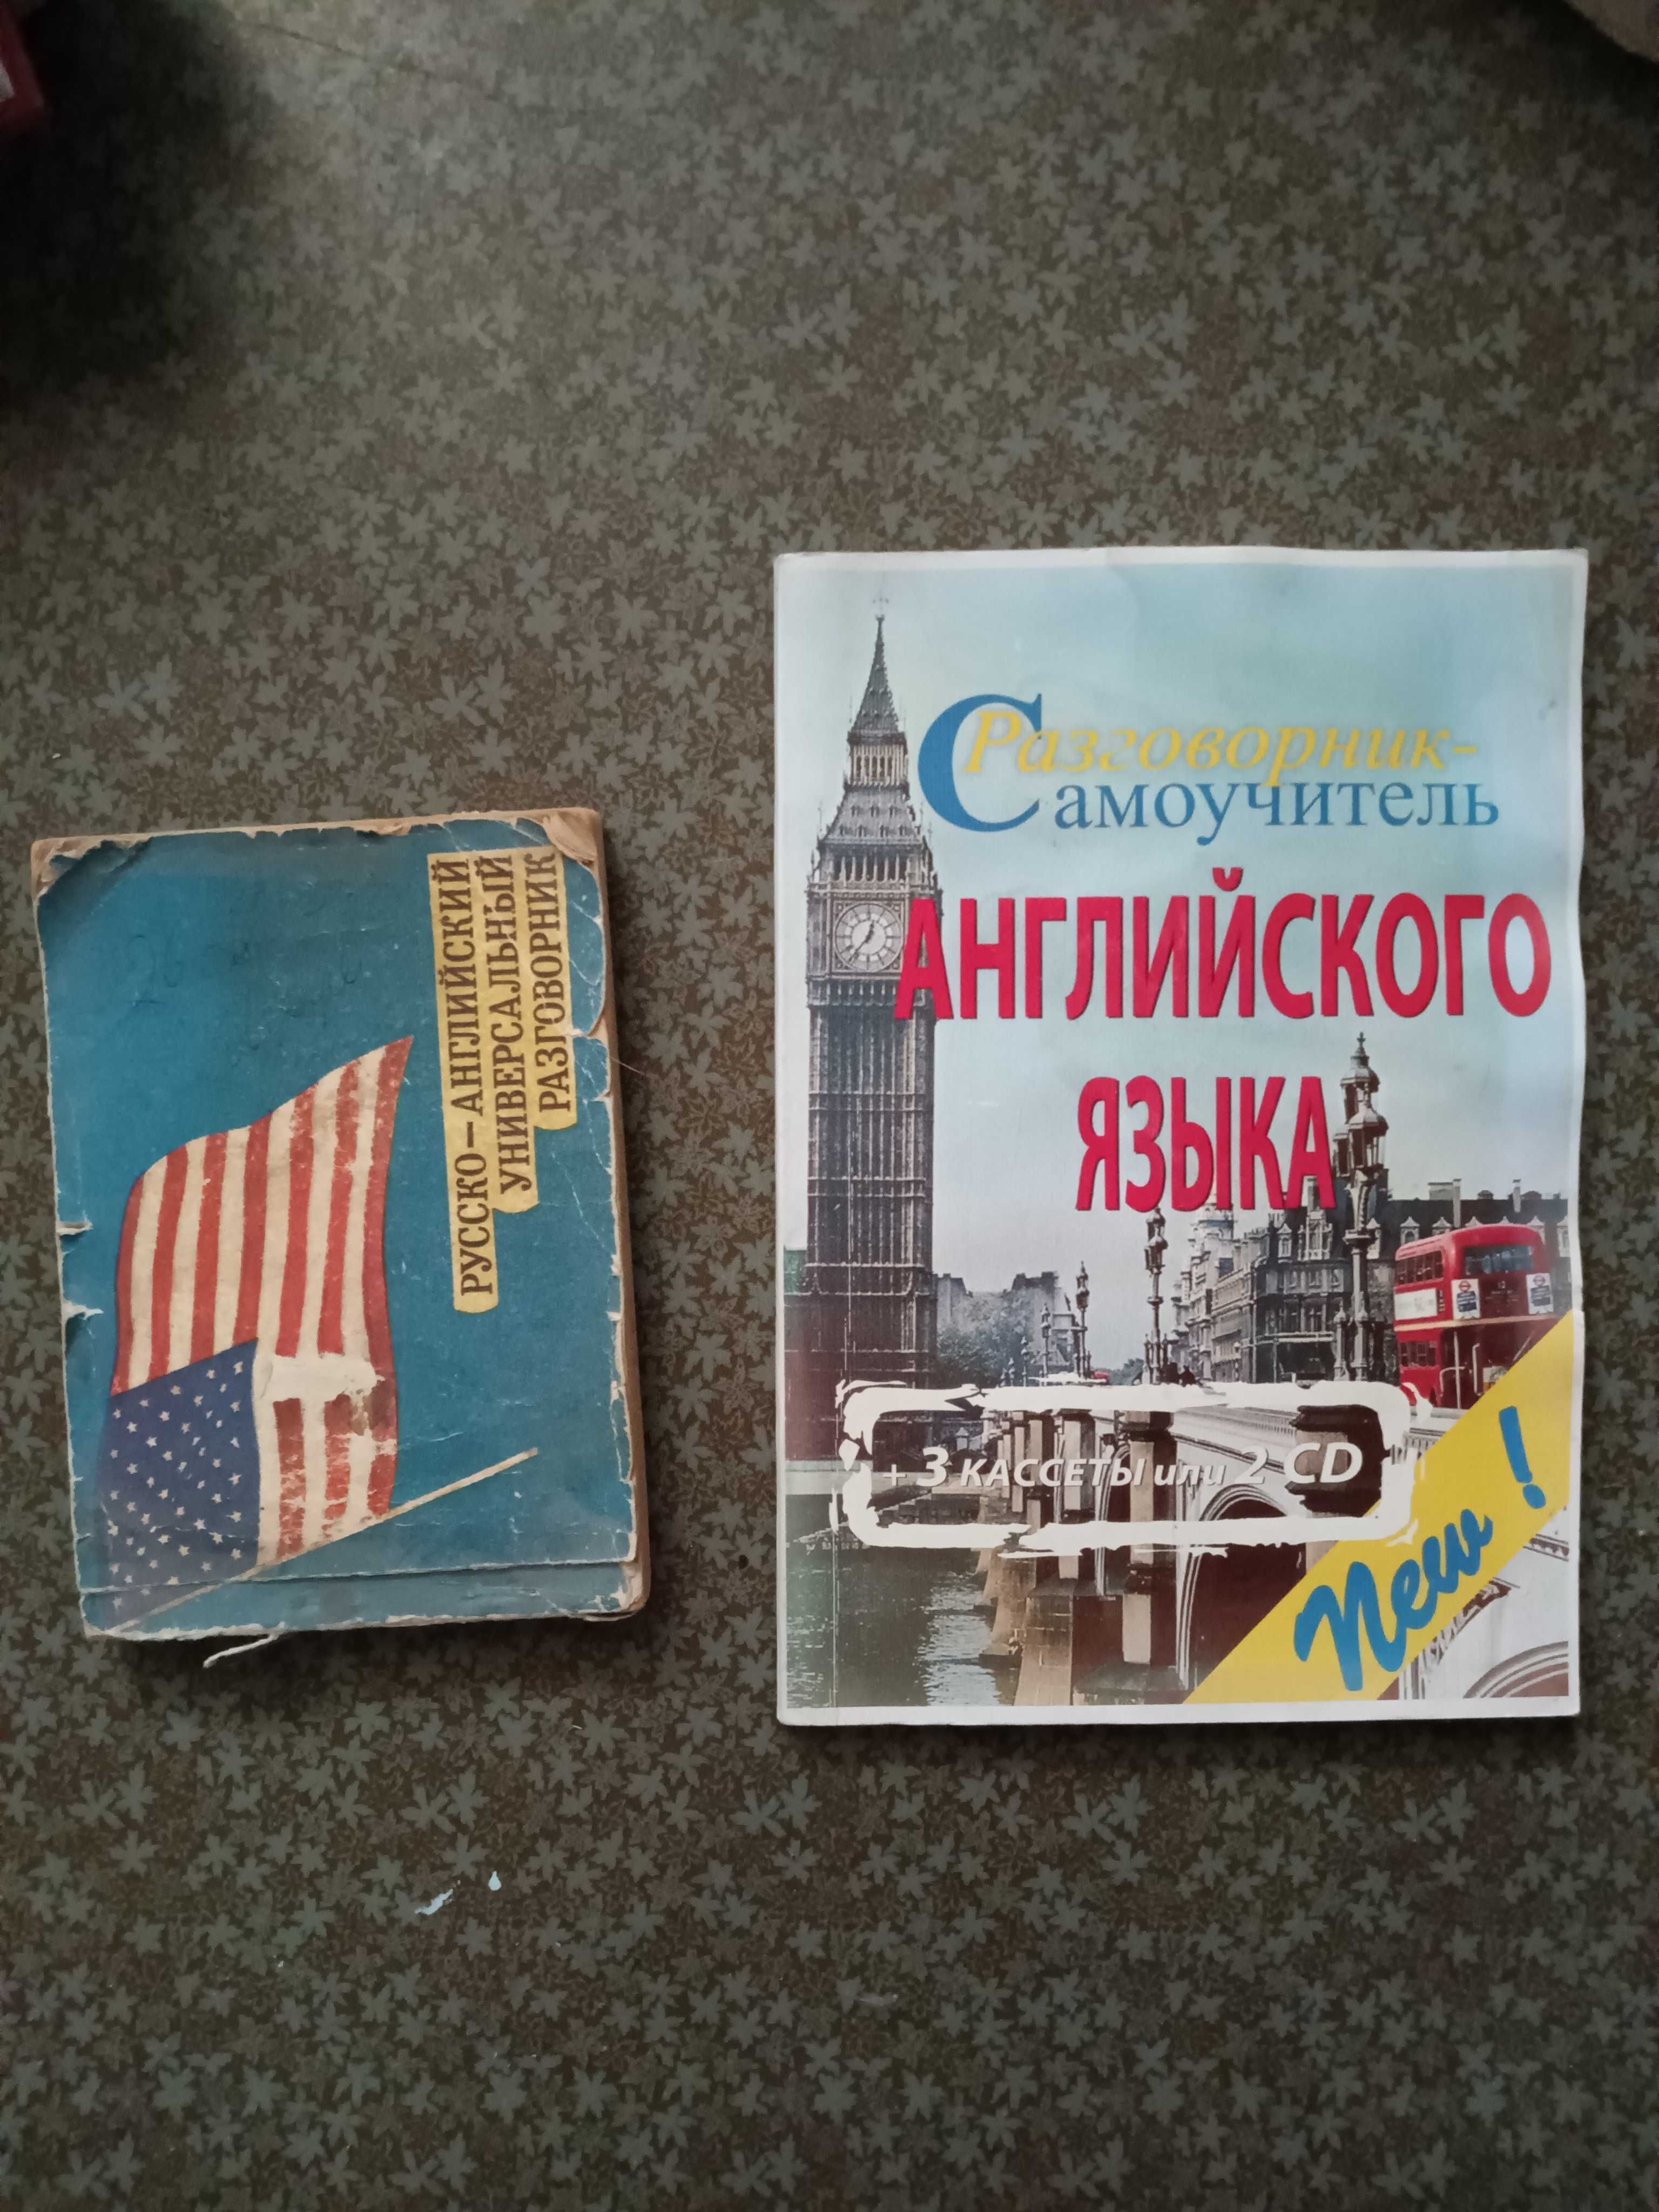 РУССКО-АНГЛИЙСКИЙ
УНИВЕРСАЛЬНЫЙ
РАЗГОВОРНИК
Разговорник-
Самоучитель
АНГЛИЙСКОГО
ЯЗЫКА
+ 3 КАССЕТЫ или 2 CD
New !